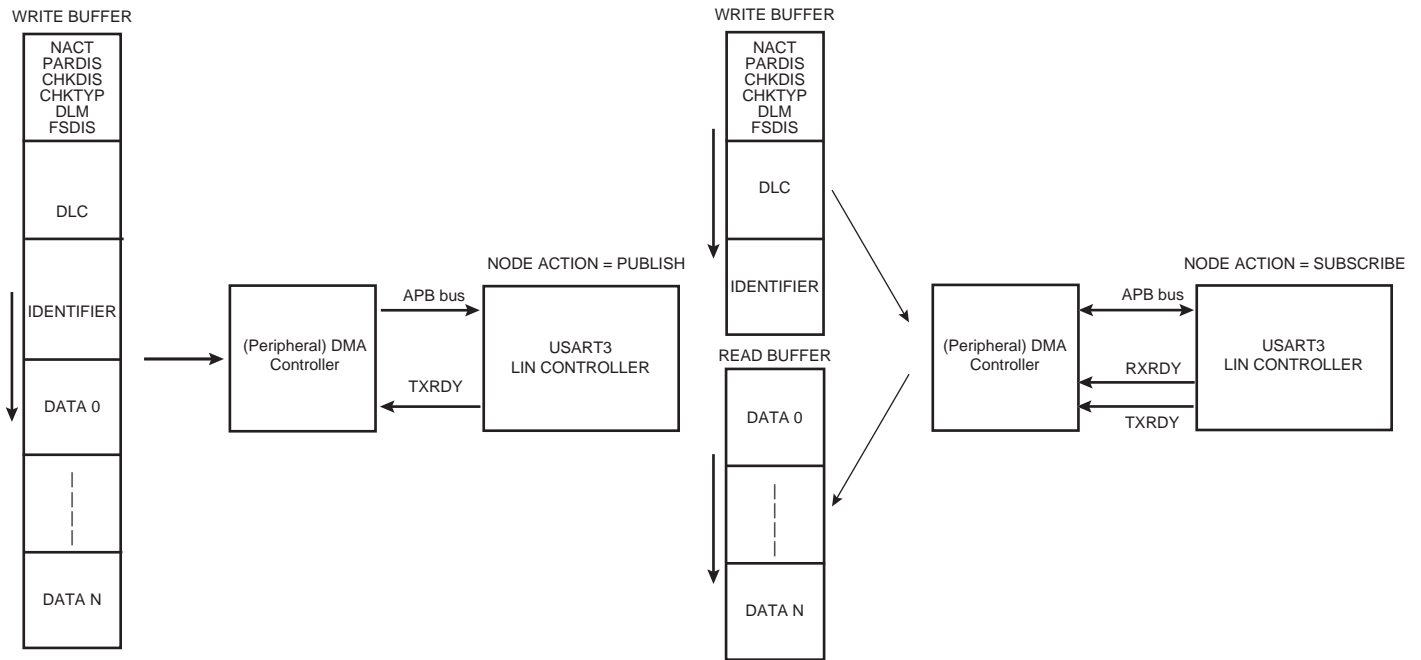 WRITE BUFFER
NACT
PARDIS
CHKDIS
CHKTYP
DLM
FSDIS
DLC
IDENTIFIER
DATA 0
DATA N
(Peripheral) DMA
Controller
APB bus
TXRDY
NODE ACTION = PUBLISH
USART3
LIN CONTROLLER
WRITE BUFFER
NACT
PARDIS
CHKDIS
CHKTYP
DLM
FSDIS
DLC
IDENTIFIER
READ BUFFER
DATA 0
DATA N
(Peripheral) DMA
Controller
APB bus
RXRDY
TXRDY
NODE ACTION = SUBSCRIBE
USART3
LIN CONTROLLER